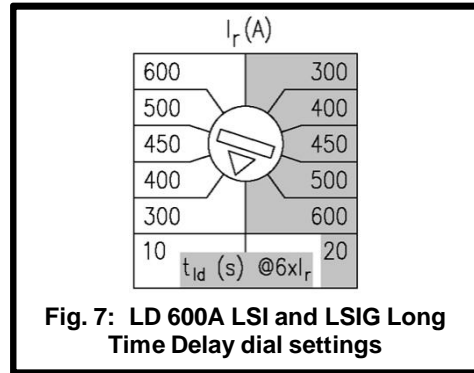 Ir(A)
600 300
500 400
450 450
400 500
300 600
10 tld (s) @6xIr 20
Fig. 7: LD 600A LSI and LSIG Long
Time Delay dial settings